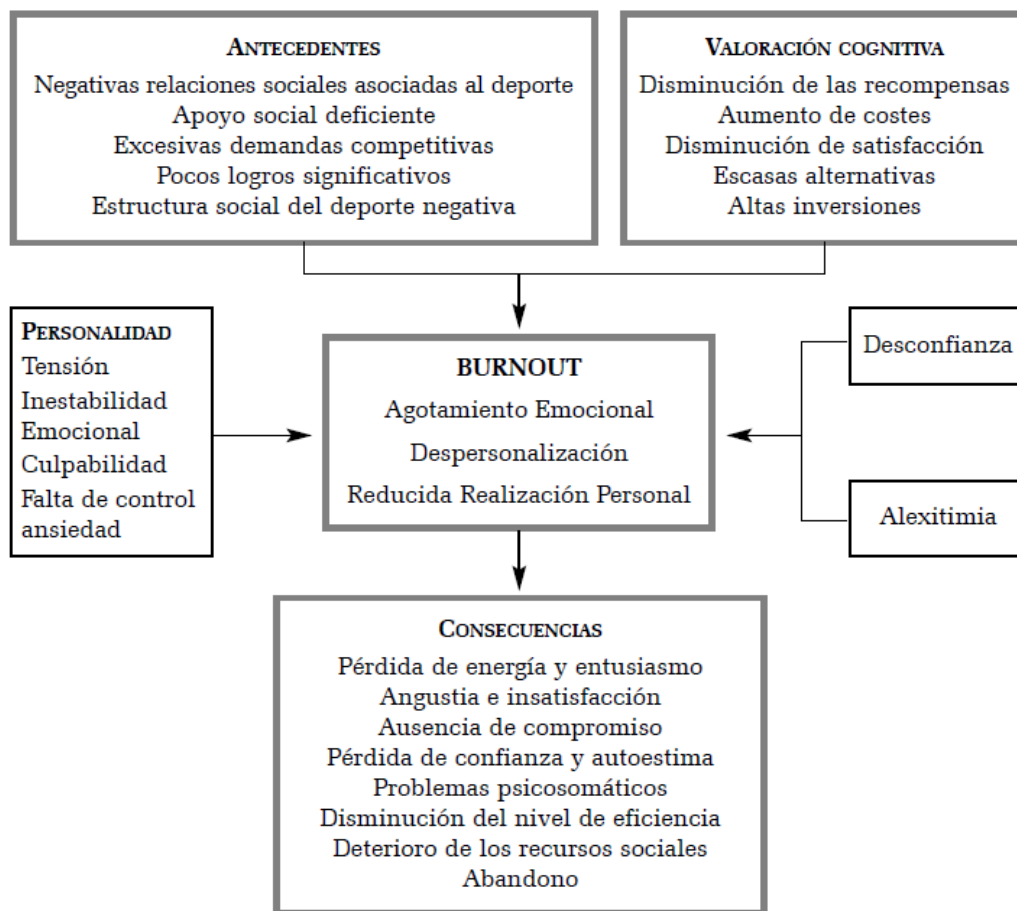 ANTECEDENTES
Negativas relaciones sociales asociadas al deporte
Apoyo social deficiente
Excesivas demandas competitivas
Pocos logros significativos
Estructura social del deporte negativa
VALORACIÓN COGNITIVA
Disminución de las recompensas
Aumento de costes
Disminución de satisfacción
Escasas alternativas
Altas inversiones
PERSONALIDAD
Tensión
Inestabilidad
Emocional
Culpabilidad
Falta de control
ansiedad
BURNOUT
Agotamiento Emocional
Despersonalización
Reducida Realización Personal
Desconfianza
Alexitimia
CONSECUENCIAS
Pérdida de energía y entusiasmo
Angustia e insatisfacción
Ausencia de compromiso
Pérdida de confianza y autoestima
Problemas psicosomáticos
Disminución del nivel de eficiencia
Deterioro de los recursos sociales
Abandono